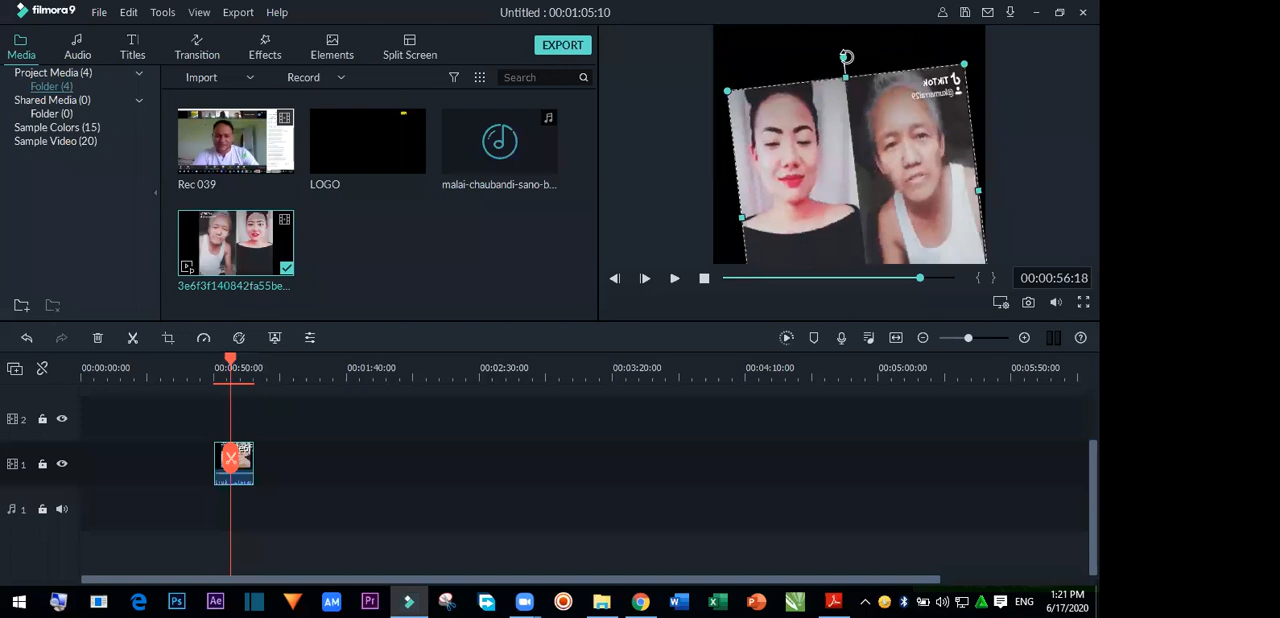 filmora9 File Edit Tools View Export Help Untitled : 00:01:05:10
Media Audio Titles Transition Effects Elements Split Screen EXPORT
Project Media (4)
Folder (4)
Shared Media (0)
Folder (0)
Sample Colors (15)
Sample Video (20)
Import Record Search
Rec 039 LOGO malai-chaubandi-sano-b...
3e6f3f140842fa55be...
TikTok
00:00:56:18
00:00:00:00 00:00:50:00 00:01:40:00 00:02:30:00 00:03:20:00 00:04:10:00 00:05:00:00 00:05:50:00
2
1
1
Ps Ae AM Pr ENG 1:21 PM
6/17/2020